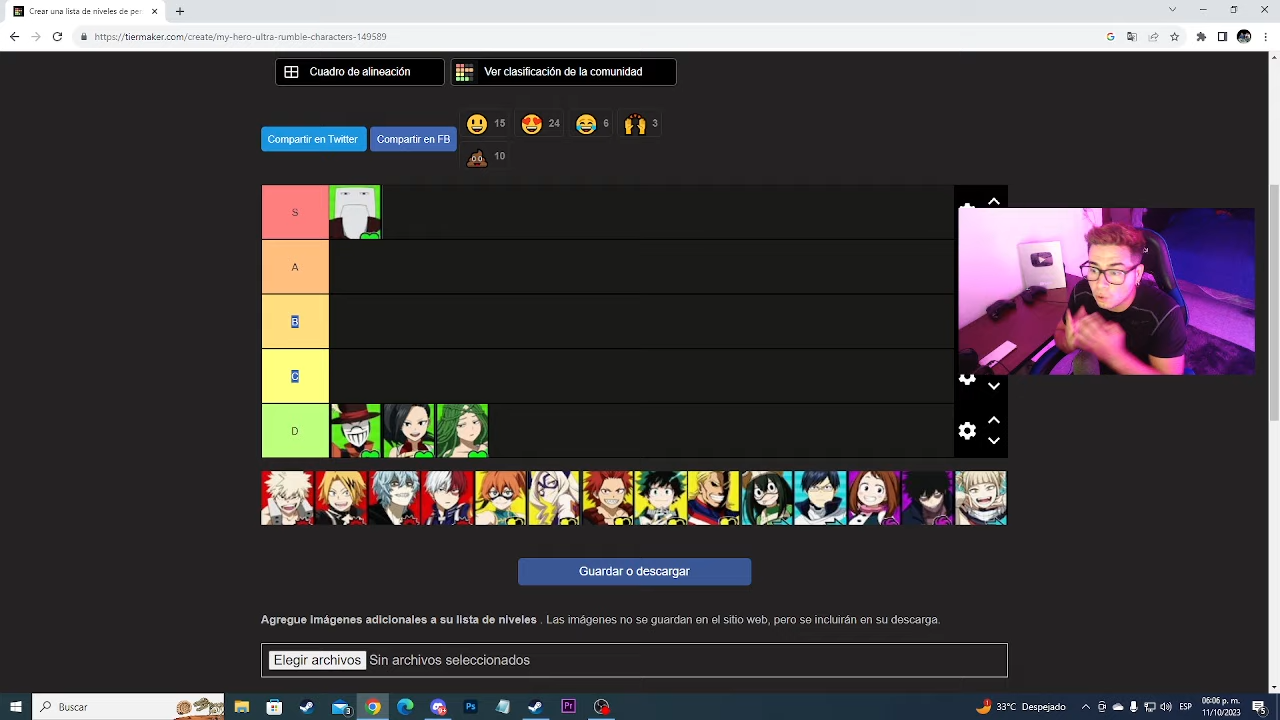 Crear una lista de niveles de per
https://tiermaker.com/create/my-hero-ultra-rumble-characters-149589
Cuadro de alineación
Ver clasificación de la comunidad
Compartir en Twitter
Compartir en FB
15
24
6
3
10
S
A
B
C
D
Guardar o descargar
Agregue imágenes adicionales a su lista de niveles . Las imágenes no se guardan en el sitio web, pero se incluirán en su descarga.
Elegir archivos Sin archivos seleccionados
Buscar
3
Ps
Pr
33°C Despejado
ESP
06:06 p. m.
11/10/2023